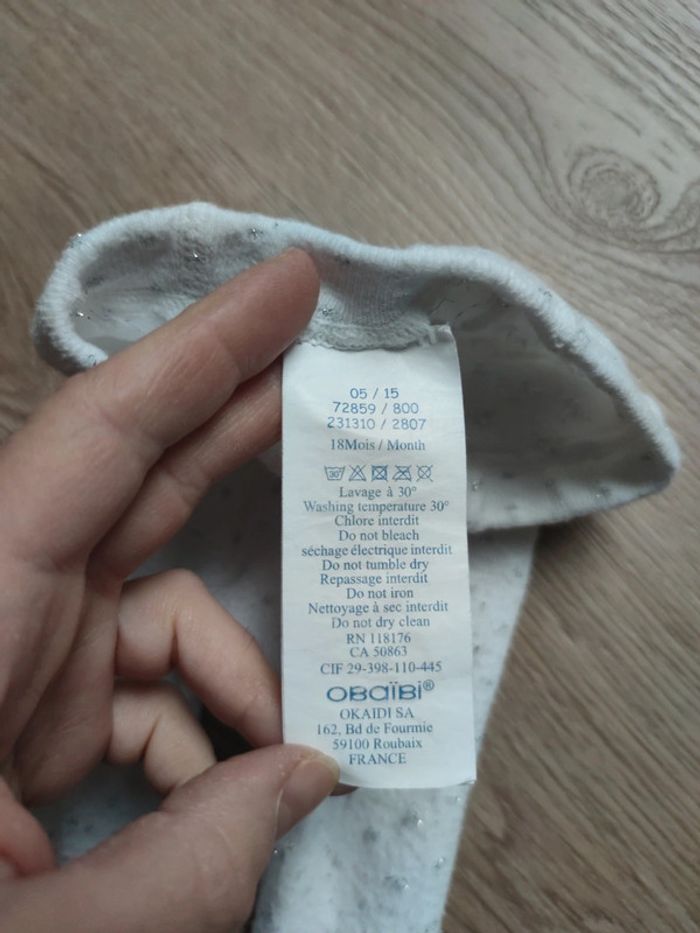 05 / 15
72859 / 800
231310 / 2807
18Mois / Month
30°
Lavage à 30°
Washing temperature 30°
Chlore interdit
Do not bleach
séchage électrique interdit
Do not tumble dry
Repassage interdit
Do not iron
Nettoyage à sec interdit
Do not dry clean
RN 118176
CA 50863
CIF 29-398-110-445
OBaïBi®
OKAIDI SA
162, Bd de Fourmie
59100 Roubaix
FRANCE